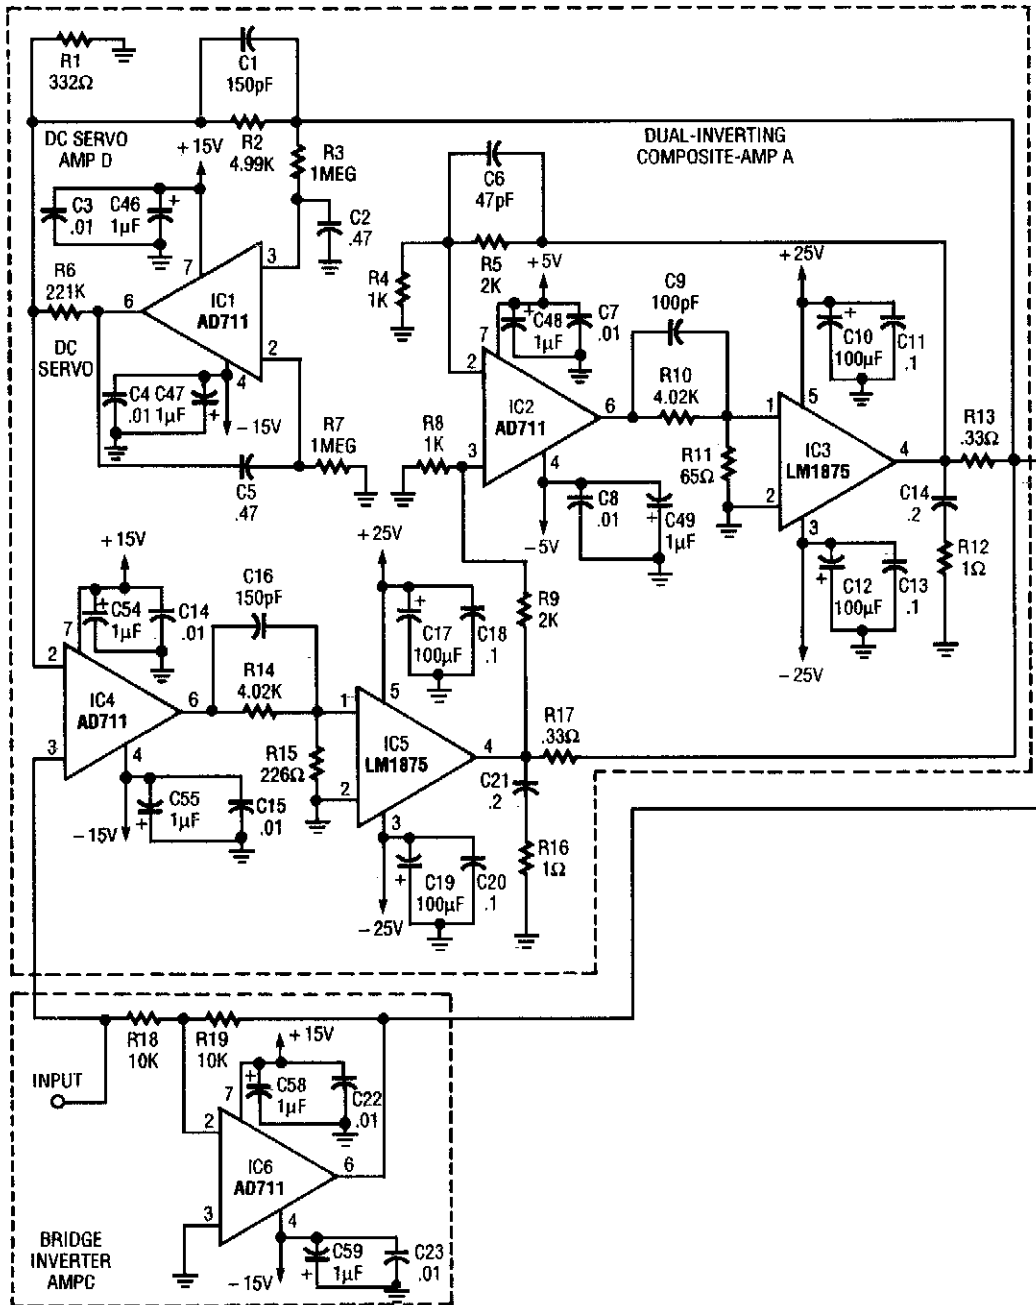 R1
332Ω
C1
150pF
DC SERVO
AMP D
+15V
R2
4.99K
R3
1MEG
DUAL-INVERTING
COMPOSITE-AMP A
C3
.01
C46
1µF
+
C2
.47
C6
47pF
R4
1K
R5
2K
+5V
+25V
R6
221K
7
3
6
IC1
AD711
2
4
DC
SERVO
C4
.01
C47
1µF
+
-15V
C5
.47
R7
1MEG
R8
1K
7
+
C48
1µF
C7
.01
C9
100pF
+
C10
100µF
C11
.1
2
IC2
AD711
6
3
4
R10
4.02K
R11
65Ω
5
1
IC3
LM1875
4
2
3
R13
.33Ω
C14
.2
R12
1Ω
C8
.01
C49
1µF
+
-5V
C12
100µF
+
C13
.1
-25V
+15V
+
C54
1µF
C14
.01
7
2
IC4
AD711
6
3
4
C16
150pF
R14
4.02K
R15
226Ω
+25V
+
C17
100µF
C18
.1
R9
2K
5
1
IC5
LM1875
4
2
3
R17
.33Ω
C21
.2
R16
1Ω
C55
1µF
+
C15
.01
-15V
C19
100µF
+
C20
.1
-25V
R18
10K
R19
10K
+15V
INPUT
+
C58
1µF
C22
.01
7
2
IC6
AD711
6
3
4
BRIDGE
INVERTER
AMPC
C59
1µF
+
C23
.01
-15V